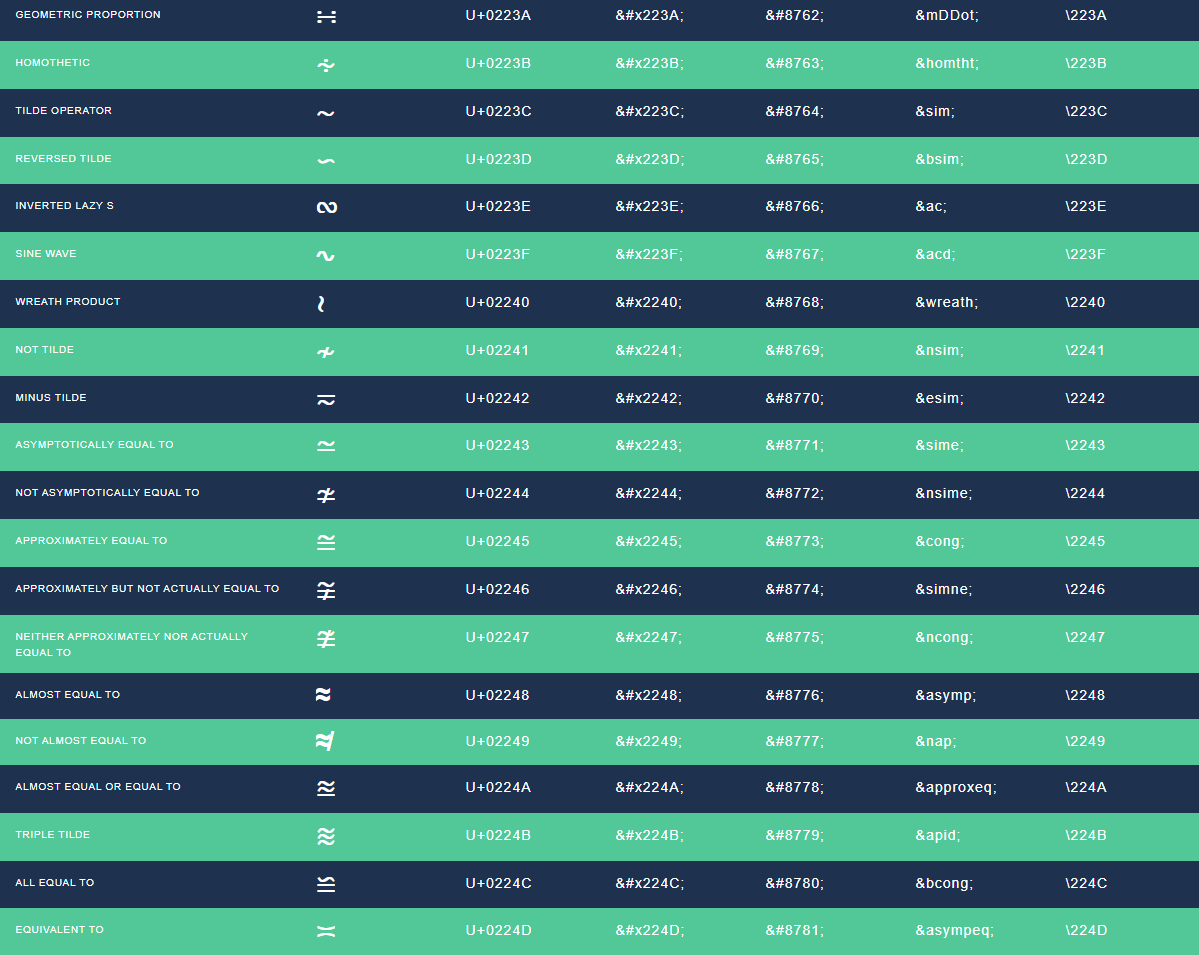 GEOMETRIC PROPORTION ∺ U+0223A &#x223A; &#8762; &mDDot; \223A
HOMOTHETIC ∻ U+0223B &#x223B; &#8763; &homtht; \223B
TILDE OPERATOR ∼ U+0223C &#x223C; &#8764; &sim; \223C
REVERSED TILDE ∽ U+0223D &#x223D; &#8765; &bsim; \223D
INVERTED LAZY S ∾ U+0223E &#x223E; &#8766; &ac; \223E
SINE WAVE ∿ U+0223F &#x223F; &#8767; &acd; \223F
WREATH PRODUCT ≀ U+02240 &#x2240; &#8768; &wreath; \2240
NOT TILDE ≁ U+02241 &#x2241; &#8769; &nsim; \2241
MINUS TILDE ≂ U+02242 &#x2242; &#8770; &esim; \2242
ASYMPTOTICALLY EQUAL TO ≃ U+02243 &#x2243; &#8771; &sime; \2243
NOT ASYMPTOTICALLY EQUAL TO ≄ U+02244 &#x2244; &#8772; &nsime; \2244
APPROXIMATELY EQUAL TO ≅ U+02245 &#x2245; &#8773; &cong; \2245
APPROXIMATELY BUT NOT ACTUALLY EQUAL TO ≆ U+02246 &#x2246; &#8774; &simne; \2246
NEITHER APPROXIMATELY NOR ACTUALLY ≇ U+02247 &#x2247; &#8775; &ncong; \2247
EQUAL TO
ALMOST EQUAL TO ≈ U+02248 &#x2248; &#8776; &asymp; \2248
NOT ALMOST EQUAL TO ≉ U+02249 &#x2249; &#8777; &nap; \2249
ALMOST EQUAL OR EQUAL TO ≊ U+0224A &#x224A; &#8778; &approxeq; \224A
TRIPLE TILDE ≋ U+0224B &#x224B; &#8779; &apid; \224B
ALL EQUAL TO ≌ U+0224C &#x224C; &#8780; &bcong; \224C
EQUIVALENT TO ≍ U+0224D &#x224D; &#8781; &asympeq; \224D